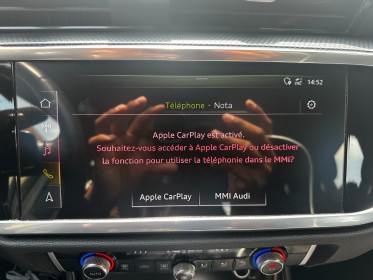 14:52
Téléphone · Nota
Apple CarPlay est activé.
Souhaitez-vous accéder à Apple CarPlay ou désactiver
la fonction pour utiliser la téléphonie dans le MMI?
Apple CarPlay
MMI Audi